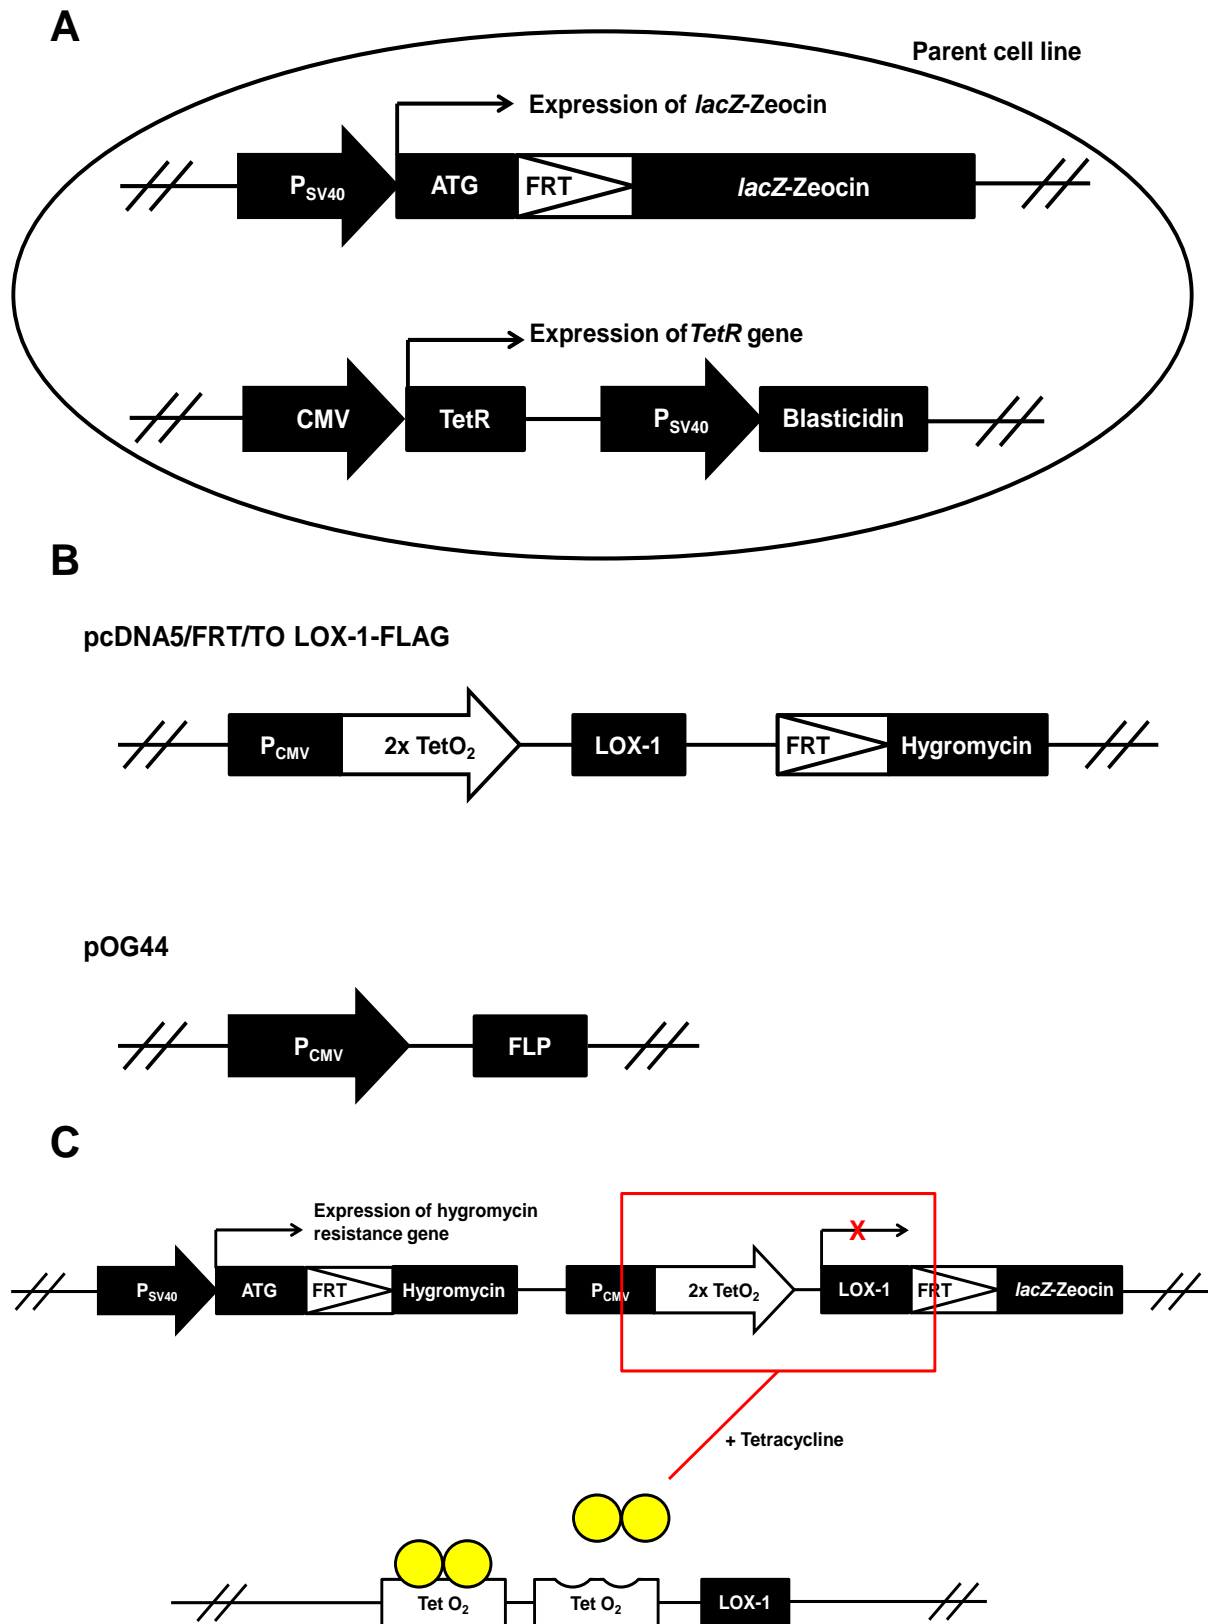 A
Parent cell line
Expression of lacZ-Zeocin
PSV40
ATG
FRT
lacZ-Zeocin
Expression of TetR gene
CMV
TetR
PSV40
Blasticidin
B
pcDNA5/FRT/TO LOX-1-FLAG
PCMV
2x TetO2
LOX-1
FRT
Hygromycin
pOG44
PCMV
FLP
C
Expression of hygromycin
resistance gene
X
PSV40
ATG
FRT
Hygromycin
PCMV
2x TetO2
LOX-1
FRT
lacZ-Zeocin
+ Tetracycline
Tet O2
Tet O2
LOX-1